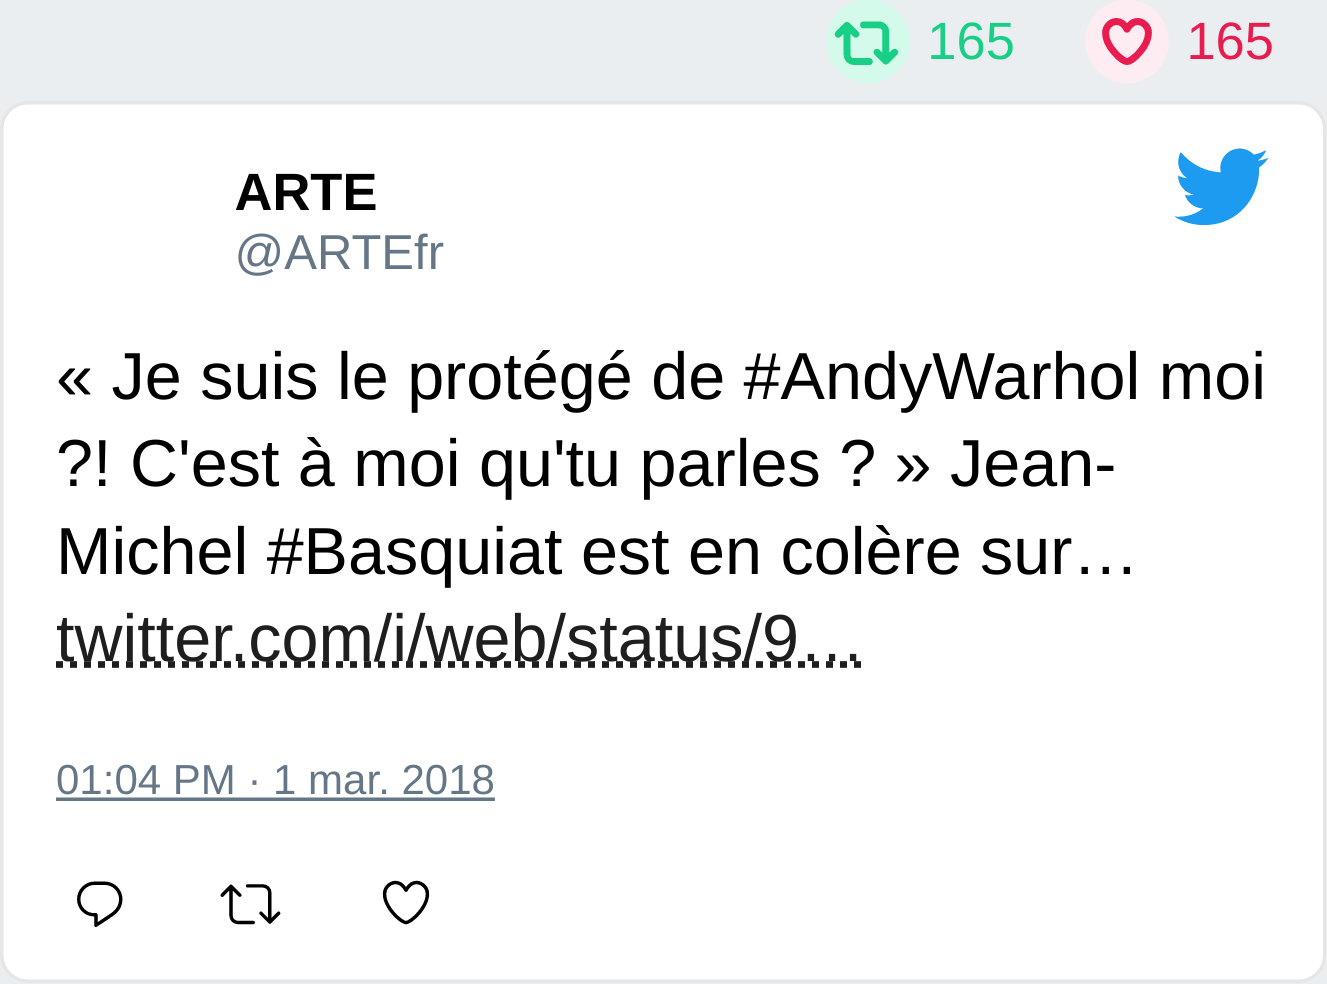 165 165
ARTE
@ARTEfr
« Je suis le protégé de #AndyWarhol moi
?! C'est à moi qu'tu parles ? » Jean-
Michel #Basquiat est en colère sur…
twitter.com/i/web/status/9…
01:04 PM · 1 mar. 2018